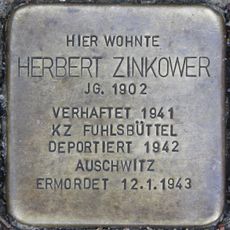 HIER WOHNTE
HERBERT ZINKOWER
JG. 1902
VERHAFTET 1941
KZ FUHLSBÜTTEL
DEPORTIERT 1942
AUSCHWITZ
ERMORDET 12.1.1943